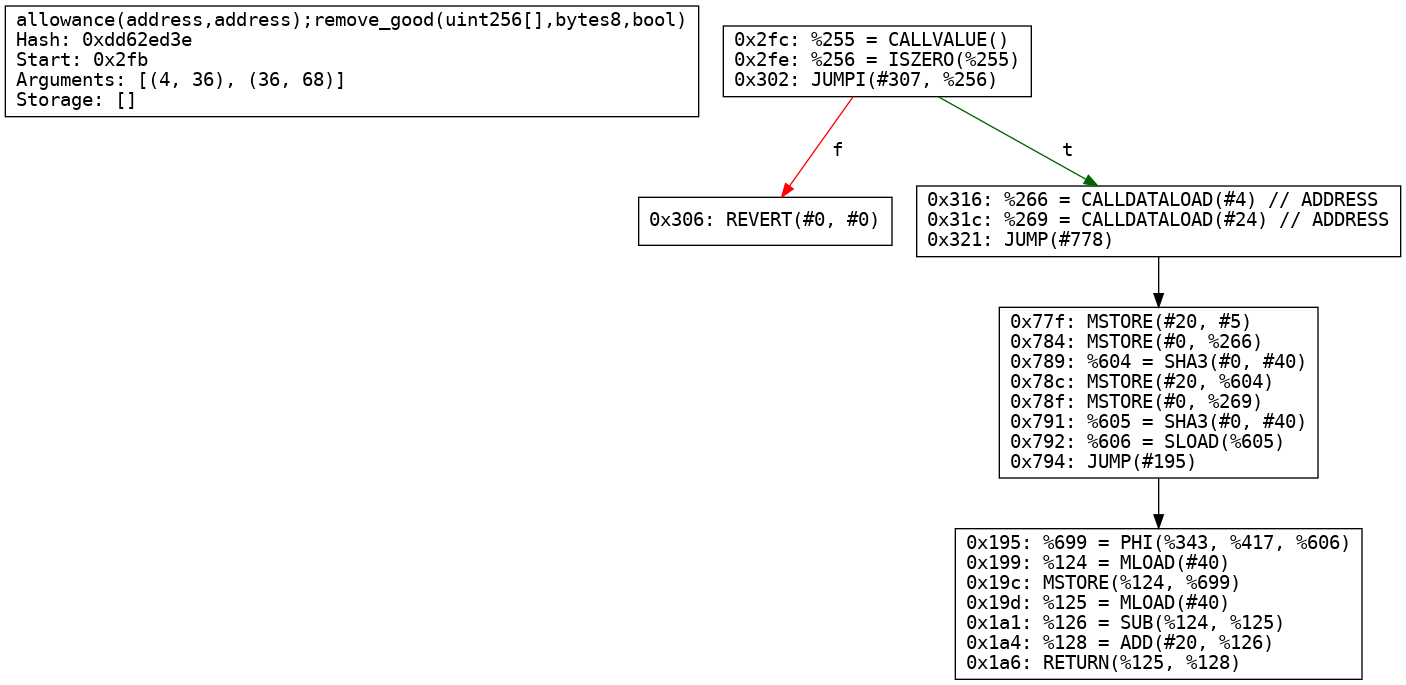 allowance(address,address);remove_good(uint256[],bytes8,bool)
Hash: 0xdd62ed3e
Start: 0x2fb
Arguments: [(4, 36), (36, 68)]
Storage: []
0x2fc: %255 = CALLVALUE()
0x2fe: %256 = ISZERO(%255)
0x302: JUMPI(#307, %256)
f
t
0x306: REVERT(#0, #0)
0x316: %266 = CALLDATALOAD(#4) // ADDRESS
0x31c: %269 = CALLDATALOAD(#24) // ADDRESS
0x321: JUMP(#778)
0x77f: MSTORE(#20, #5)
0x784: MSTORE(#0, %266)
0x789: %604 = SHA3(#0, #40)
0x78c: MSTORE(#20, %604)
0x78f: MSTORE(#0, %269)
0x791: %605 = SHA3(#0, #40)
0x792: %606 = SLOAD(%605)
0x794: JUMP(#195)
0x195: %699 = PHI(%343, %417, %606)
0x199: %124 = MLOAD(#40)
0x19c: MSTORE(%124, %699)
0x19d: %125 = MLOAD(#40)
0x1a1: %126 = SUB(%124, %125)
0x1a4: %128 = ADD(#20, %126)
0x1a6: RETURN(%125, %128)